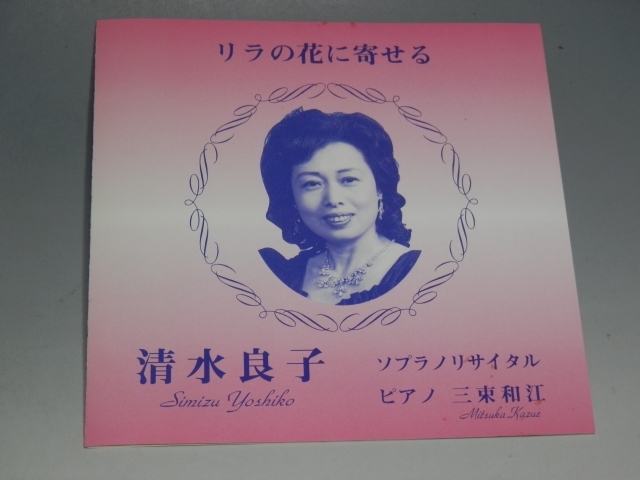 リラの花に寄せる
清水良子
Simizu Yoshiko
ソプラノリサイタル
ピアノ 三束和江
Mitsuka Kazue